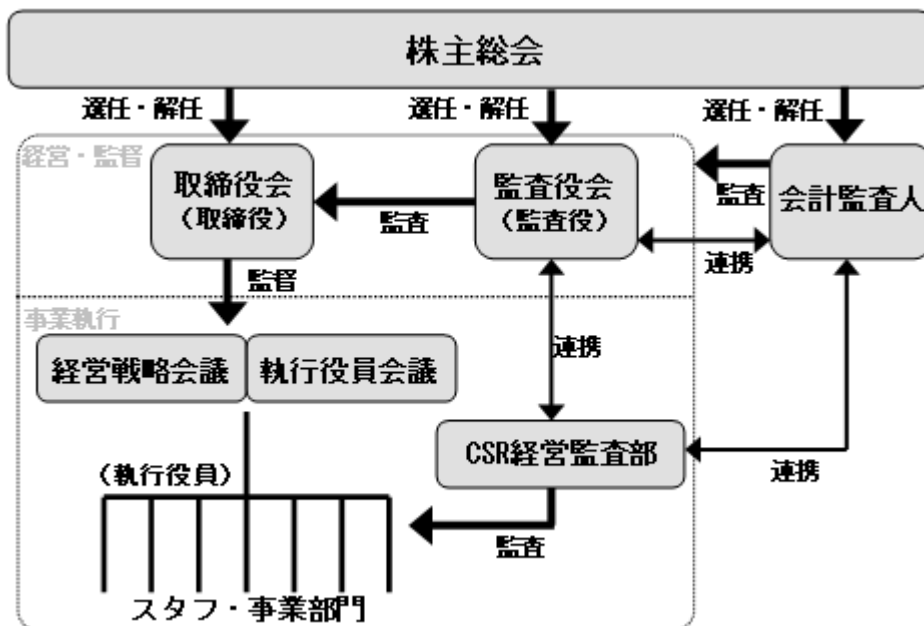 株主総会
選任・解任
選任・解任
選任・解任
経営・監督
取締役会
(取締役)
監査
監査役会
(監査役)
監査
会計監査人
連携
監督
事業執行
経営戦略会議
執行役員会議
連携
CSR経営監査部
連携
(執行役員)
監査
スタフ・事業部門